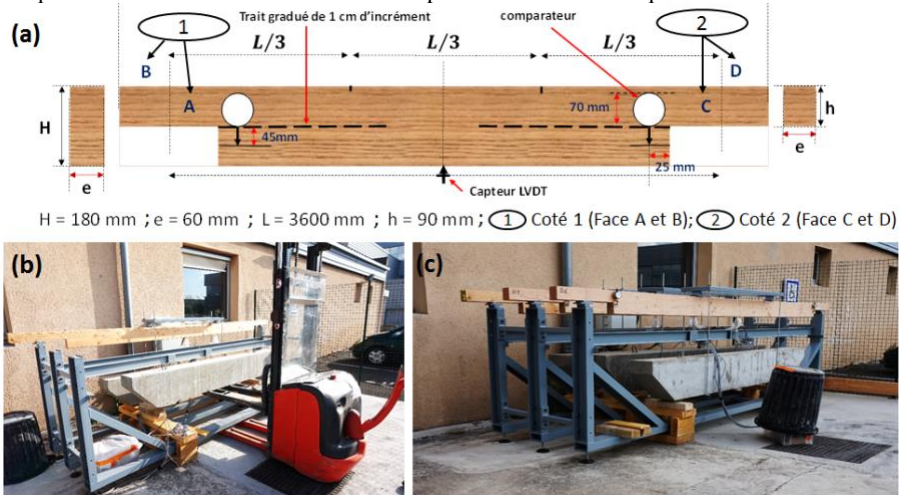 (a)
1
2
Trait gradué de 1 cm d'incrément
comparateur
L/3
L/3
L/3
B
D
A
C
70 mm
45mm
25 mm
H
h
e
e
Capteur LVDT
H = 180 mm ; e = 60 mm ; L = 3600 mm ; h = 90 mm ; 1 Coté 1 (Face A et B); 2 Coté 2 (Face C et D)
(b)
(c)